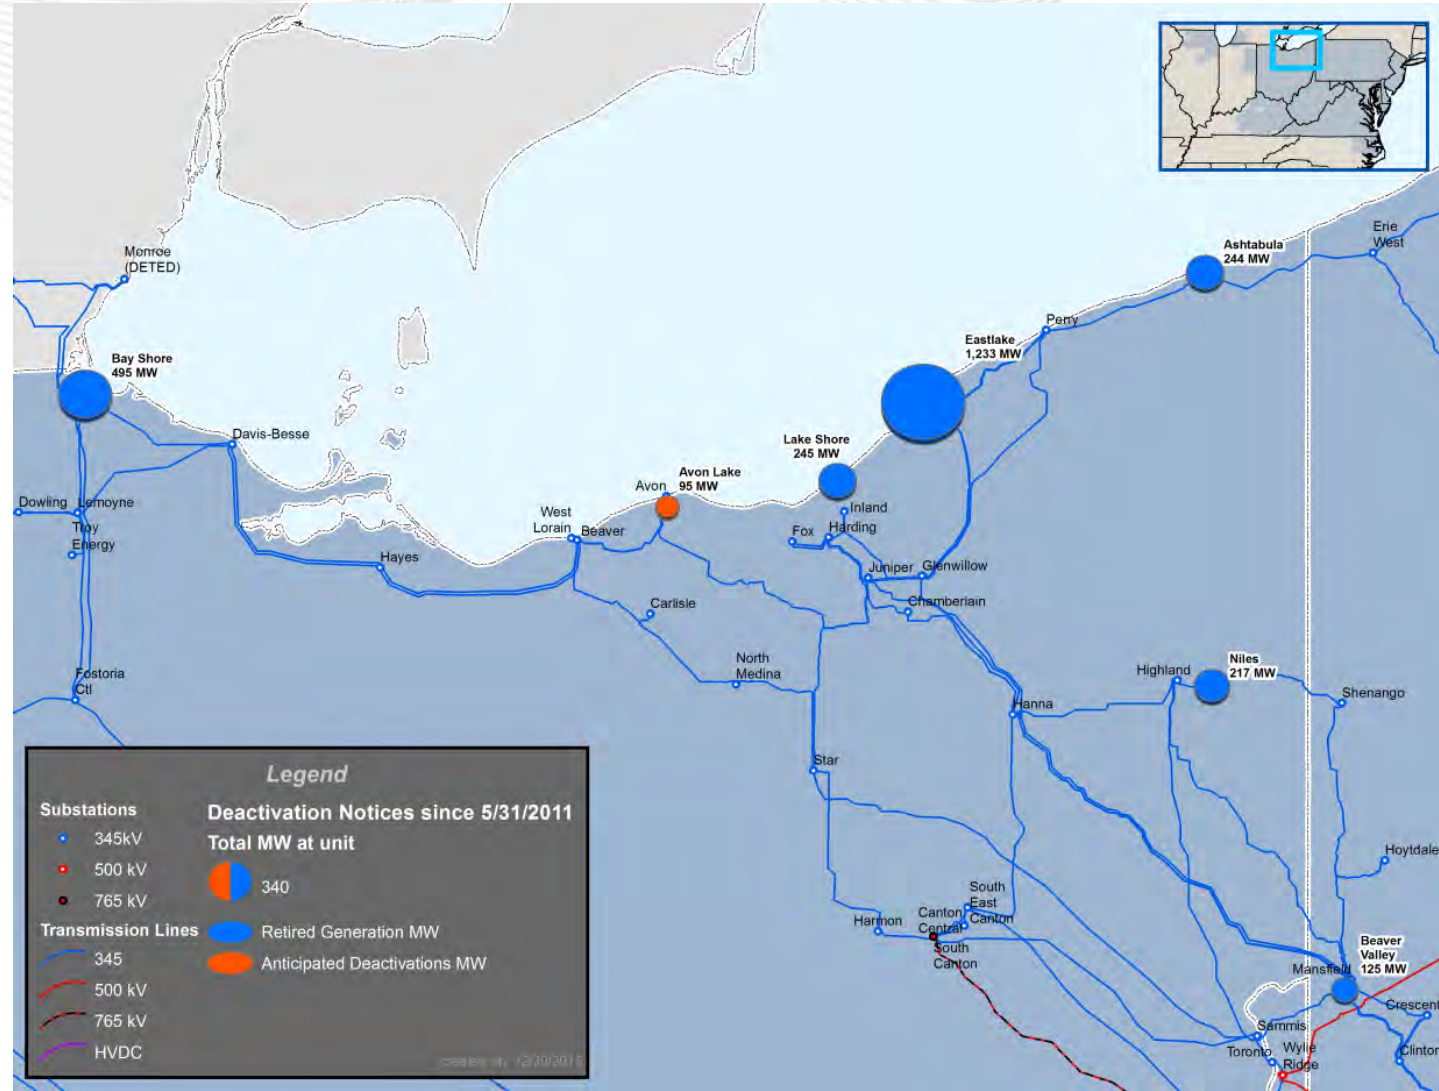 Monroe
(DETED)
Erie
West
Ashtabula
244 MW
Perry
Eastlake
1,233 MW
Bay Shore
495 MW
Davis-Besse
Lake Shore
245 MW
Avon Lake
95 MW
Avon
Dowling
Lemoyne
Troy
Energy
West
Lorain
Beaver
Inland
Fox
Harding
Hayes
Juniper
Glenwillow
Carlisle
Chamberlain
North
Medina
Fostoria
Ctl
Highland
Niles
217 MW
Shenango
Hanna
Star
Hoytdale
South
East
Canton
Harmon
Canton
Central
South
Canton
Beaver
Valley
125 MW
Mansfield
Crescent
Sammis
Toronto
Wylie
Ridge
Clinton
Legend
Substations
345kV
500 kV
765 kV
Transmission Lines
345
500 kV
765 kV
HVDC
Deactivation Notices since 5/31/2011
Total MW at unit
340
Retired Generation MW
Anticipated Deactivations MW